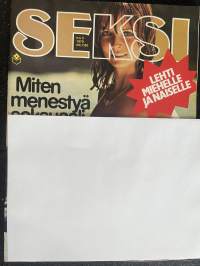 SEKSI
LEHTI
MIEHELLE
JA NAISELLE
Miten
menestyä